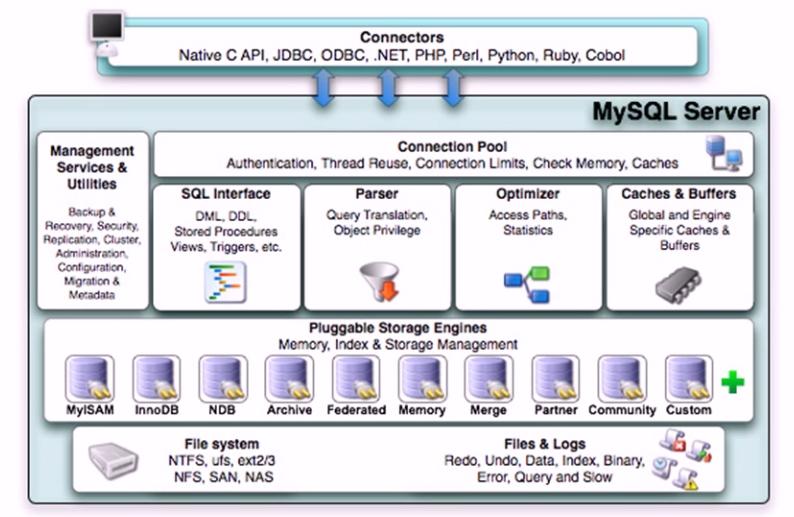 Connectors
Native C API, JDBC, ODBC, .NET, PHP, Perl, Python, Ruby, Cobol
MySQL Server
Management
Services &
Utilities
Backup &
Recovery, Security,
Replication, Cluster,
Administration,
Configuration,
Migration &
Metadata
Connection Pool
Authentication, Thread Reuse, Connection Limits, Check Memory, Caches
SQL Interface
DML, DDL,
Stored Procedures
Views, Triggers, etc.
Parser
Query Translation,
Object Privilege
Optimizer
Access Paths,
Statistics
Caches & Buffers
Global and Engine
Specific Caches &
Buffers
Pluggable Storage Engines
Memory, Index & Storage Management
MyISAM
InnoDB
NDB
Archive
Federated
Memory
Merge
Partner
Community
Custom
File system
NTFS, ufs, ext2/3
NFS, SAN, NAS
Files & Logs
Redo, Undo, Data, Index, Binary,
Error, Query and Slow